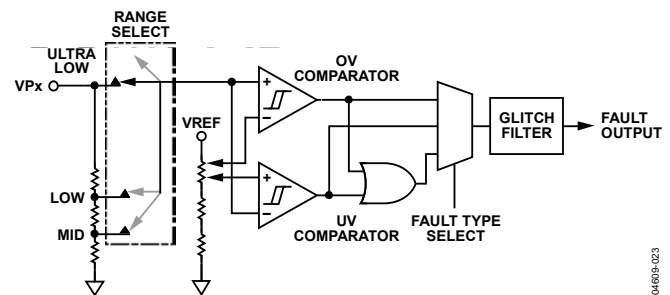 RANGE
SELECT
ULTRA
LOW
VPx
LOW
MID
VREF
OV
COMPARATOR
+
−
+
−
UV
COMPARATOR
FAULT TYPE
SELECT
GLITCH
FILTER
FAULT
OUTPUT
04609-023